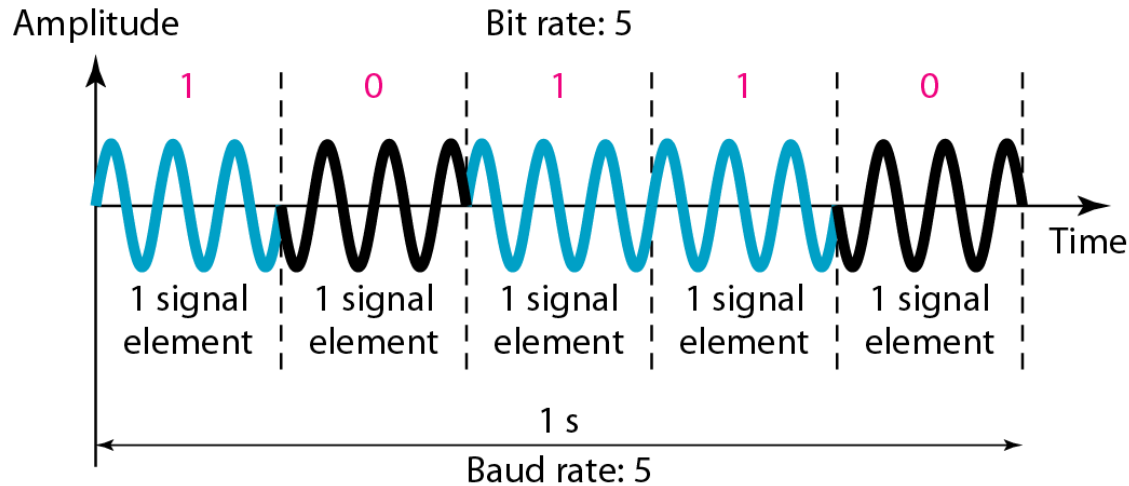 Amplitude
Bit rate: 5
1 0 1 1 0
Time
1 signal element
1 signal element
1 signal element
1 signal element
1 signal element
1 s
Baud rate: 5